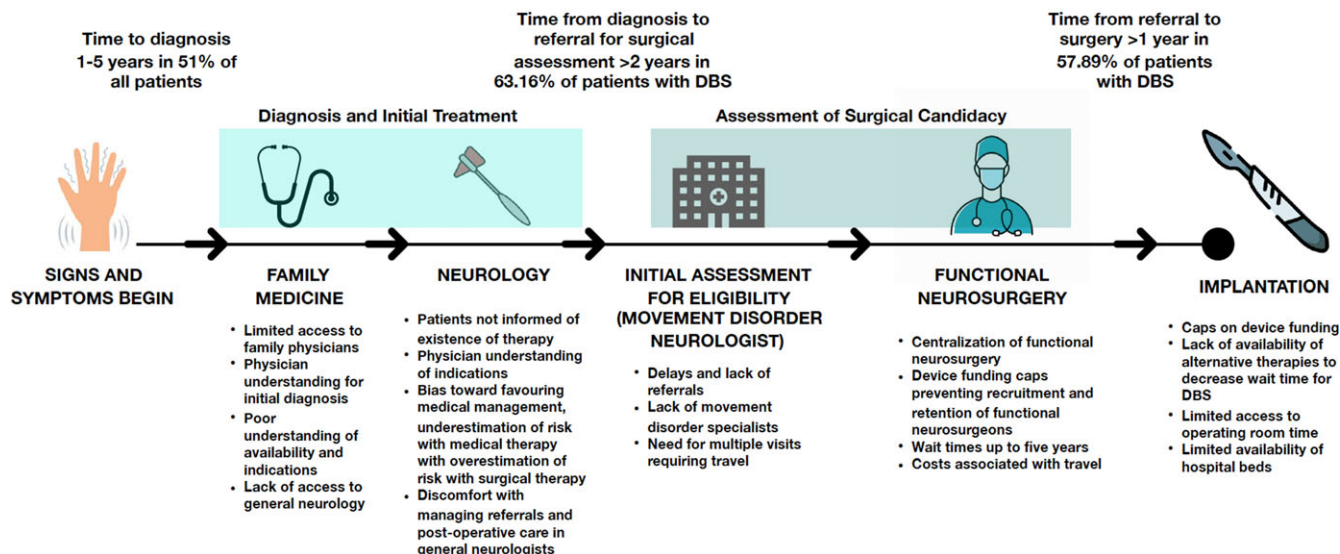 Time to diagnosis
1-5 years in 51% of
all patients
Time from diagnosis to
referral for surgical
assessment >2 years in
63.16% of patients with DBS
Time from referral to
surgery >1 year in
57.89% of patients
with DBS
Diagnosis and Initial Treatment
Assessment of Surgical Candidacy
SIGNS AND
SYMPTOMS BEGIN
FAMILY
MEDICINE
• Limited access to
family physicians
• Physician
understanding for
initial diagnosis
• Poor
understanding of
availability and
indications
• Lack of access to
general neurology
NEUROLOGY
• Patients not informed of
existence of therapy
• Physician understanding
of indications
• Bias toward favouring
medical management,
underestimation of risk
with medical therapy
with overestimation of
risk with surgical therapy
• Discomfort with
managing referrals and
post-operative care in
general neurologists
INITIAL ASSESSMENT
FOR ELIGIBILITY
(MOVEMENT DISORDER
NEUROLOGIST)
• Delays and lack of
referrals
• Lack of movement
disorder specialists
• Need for multiple visits
requiring travel
FUNCTIONAL
NEUROSURGERY
• Centralization of functional
neurosurgery
• Device funding caps
preventing recruitment and
retention of functional
neurosurgeons
• Wait times up to five years
• Costs associated with travel
IMPLANTATION
• Caps on device funding
• Lack of availability of
alternative therapies to
decrease wait time for
DBS
• Limited access to
operating room time
• Limited availability of
hospital beds